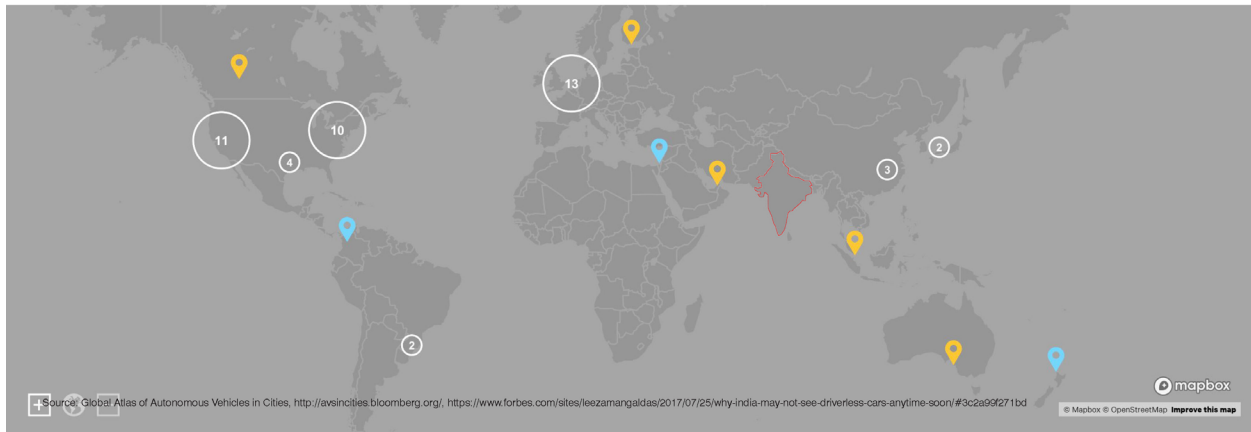 13
11
10
4
2
3
2
mapbox
Source: Global Atlas of Autonomous Vehicles in Cities, http://avsincities.bloomberg.org/, https://www.forbes.com/sites/leezamangaldas/2017/07/25/why-india-may-not-see-driverless-cars-anytime-soon/#3c2a99f271bd
© Mapbox © OpenStreetMap Improve this map